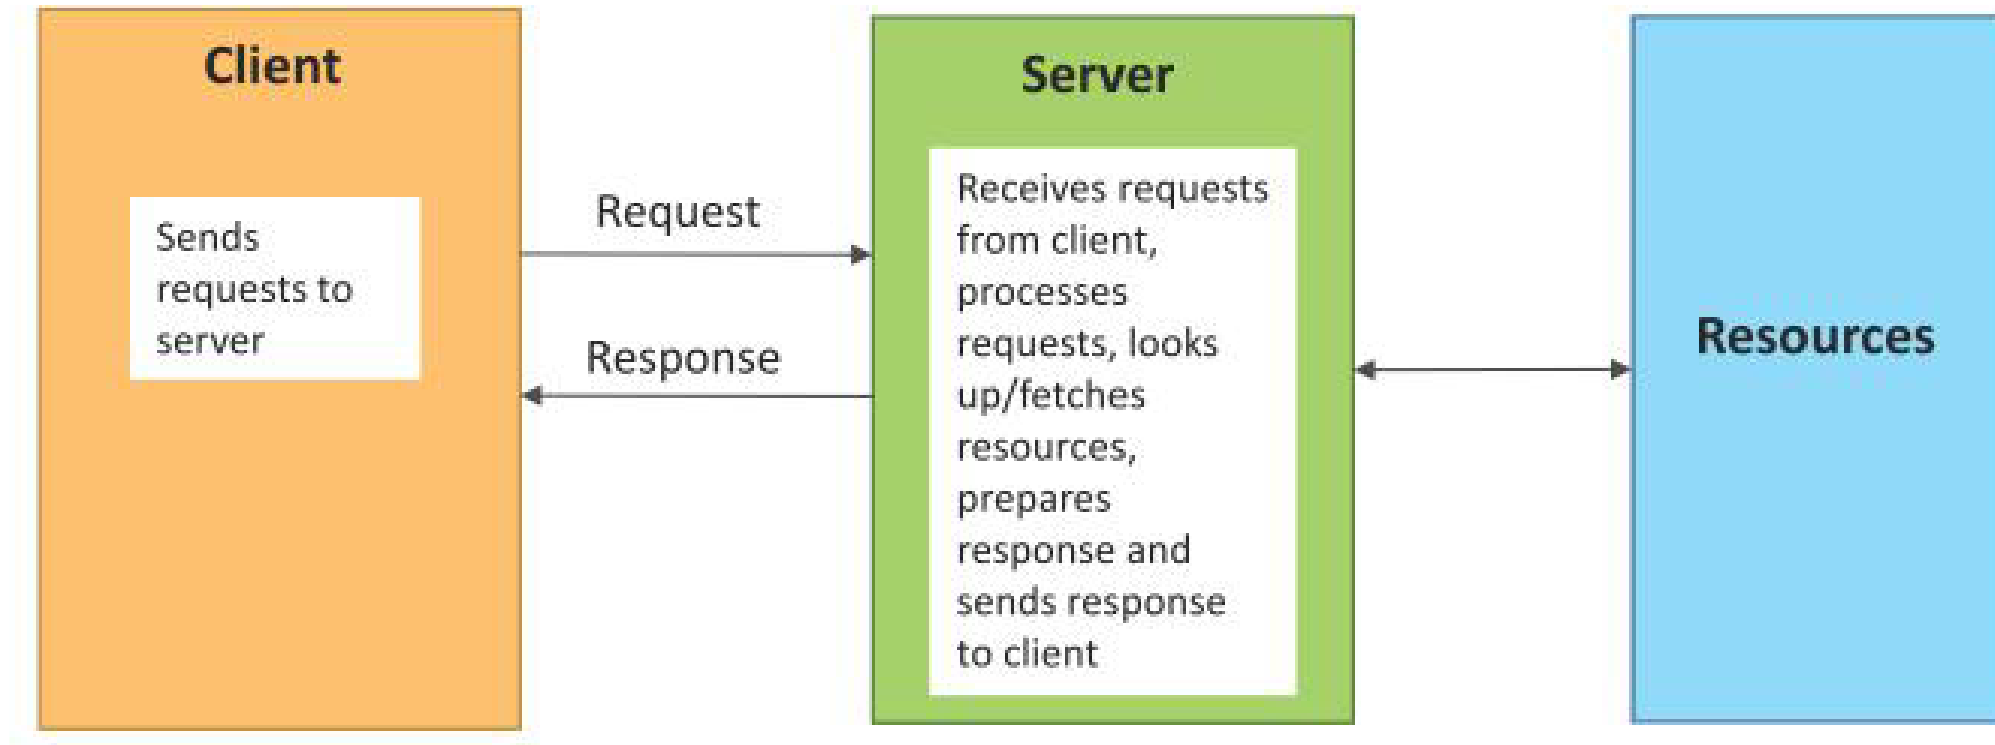 Client
Sends
requests to
server
Request
Response
Server
Receives requests
from client,
processes
requests, looks
up/fetches
resources,
prepares
response and
sends response
to client
Resources